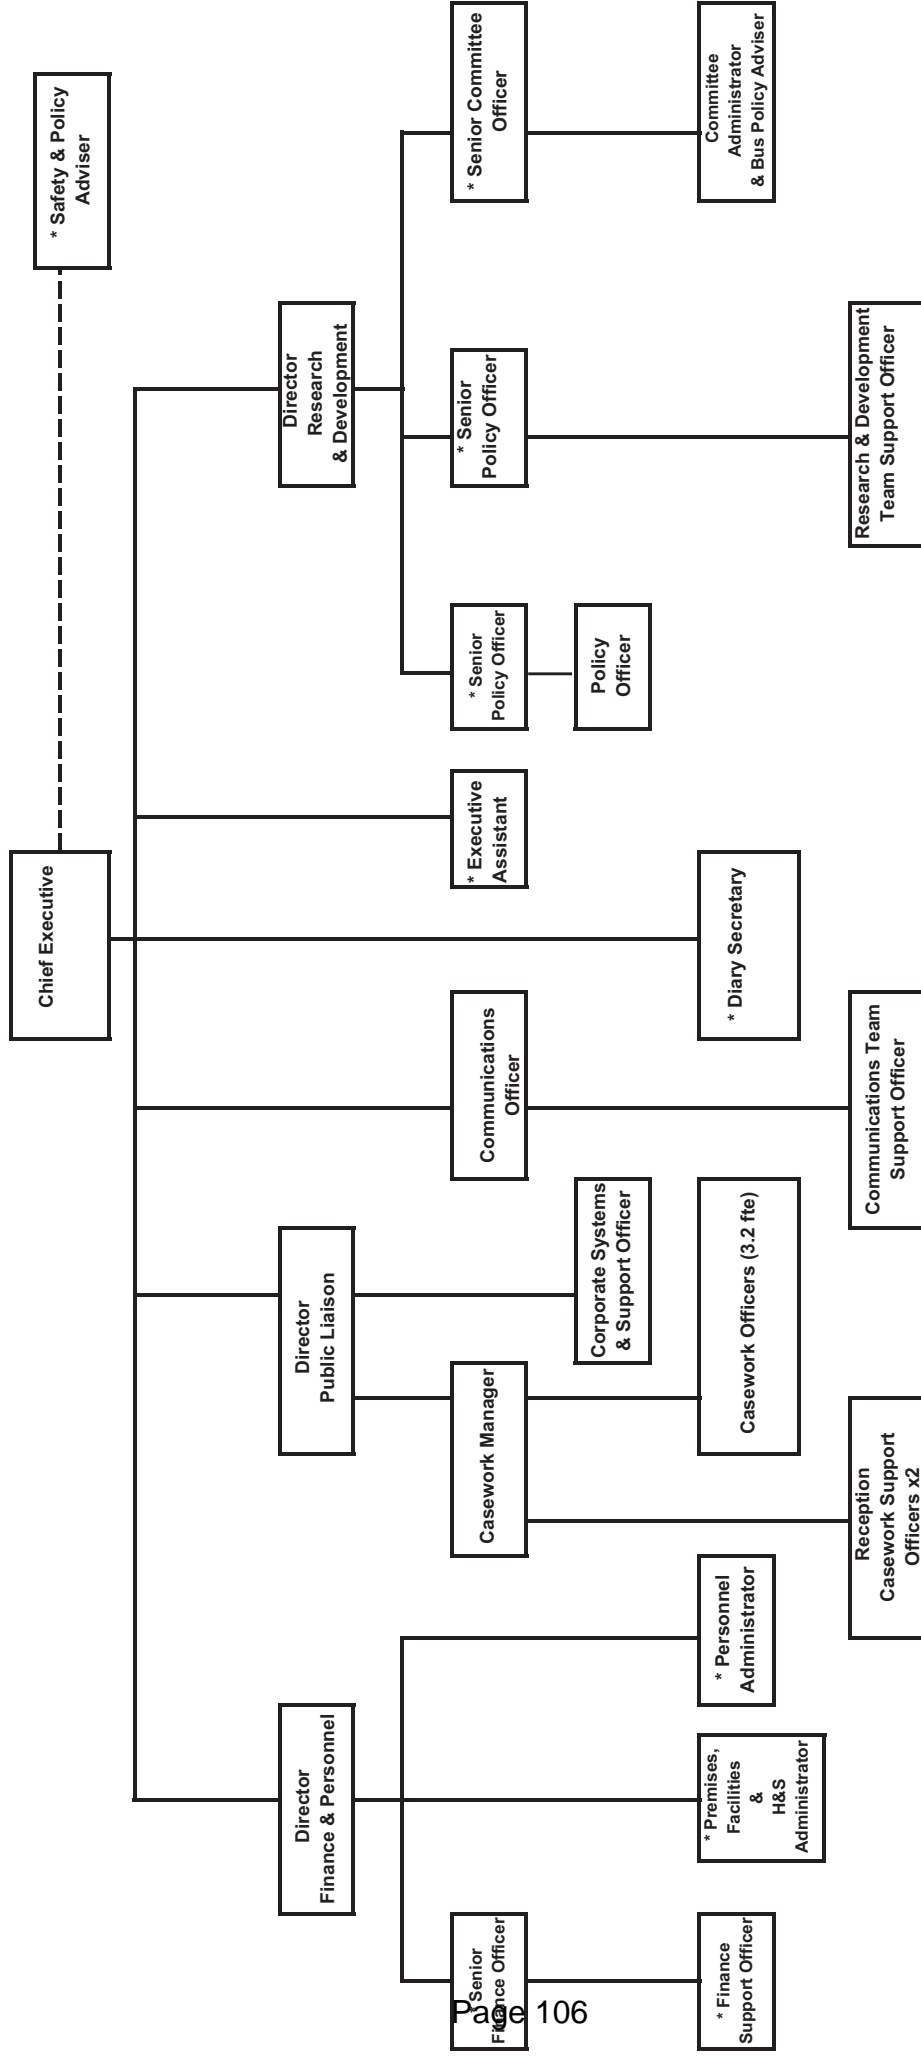 Chief Executive
* Safety & Policy
Adviser
Director
Finance & Personnel
Director
Public Liaison
Director
Research
& Development
* Senior
Finance Officer
Casework Manager
Communications
Officer
* Executive
Assistant
* Senior
Policy Officer
* Senior
Policy Officer
* Senior Committee
Officer
Corporate Systems
& Support Officer
Policy
Officer
* Finance
Support Officer
* Premises,
Facilities
&
H&S
Administrator
* Personnel
Administrator
Casework Officers (3.2 fte)
* Diary Secretary
Committee
Administrator
& Bus Policy Adviser
Reception
Casework Support
Officers x2
Communications Team
Support Officer
Research & Development
Team Support Officer
Page 106